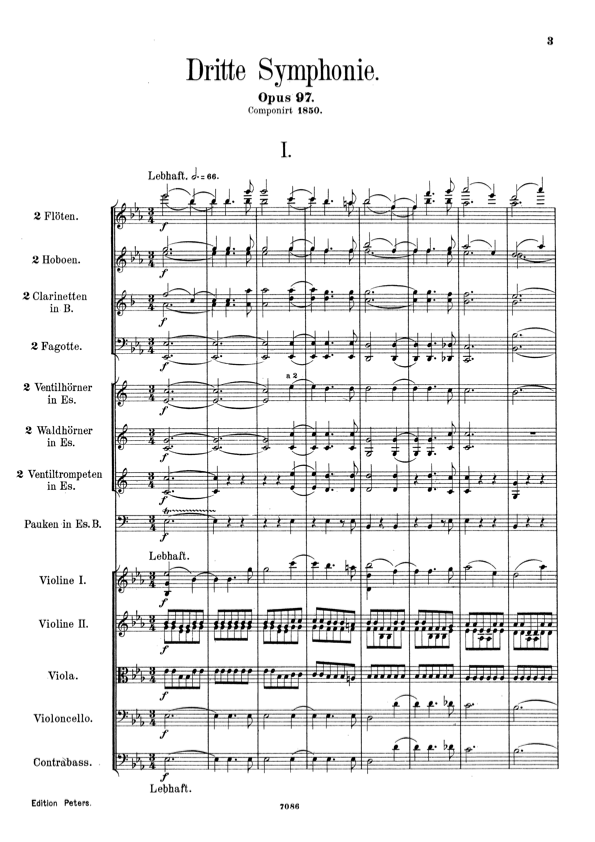 3
Dritte Symphonie.
Opus 97.
Componirt 1850.
I.
Lebhaft. 𝅗𝅥. = 66.
2 Flöten.
f
2 Hoboen.
f
2 Clarinetten
in B.
f
2 Fagotte.
f
a 2
2 Ventilhörner
in Es.
f
2 Waldhörner
in Es.
f
2 Ventiltrompeten
in Es.
f
Pauken in Es. B.
f
Lebhaft.
Violine I.
f
Violine II.
f
Viola.
f
Violoncello.
f
Contrabass.
f
Lebhaft.
Edition Peters.
7086